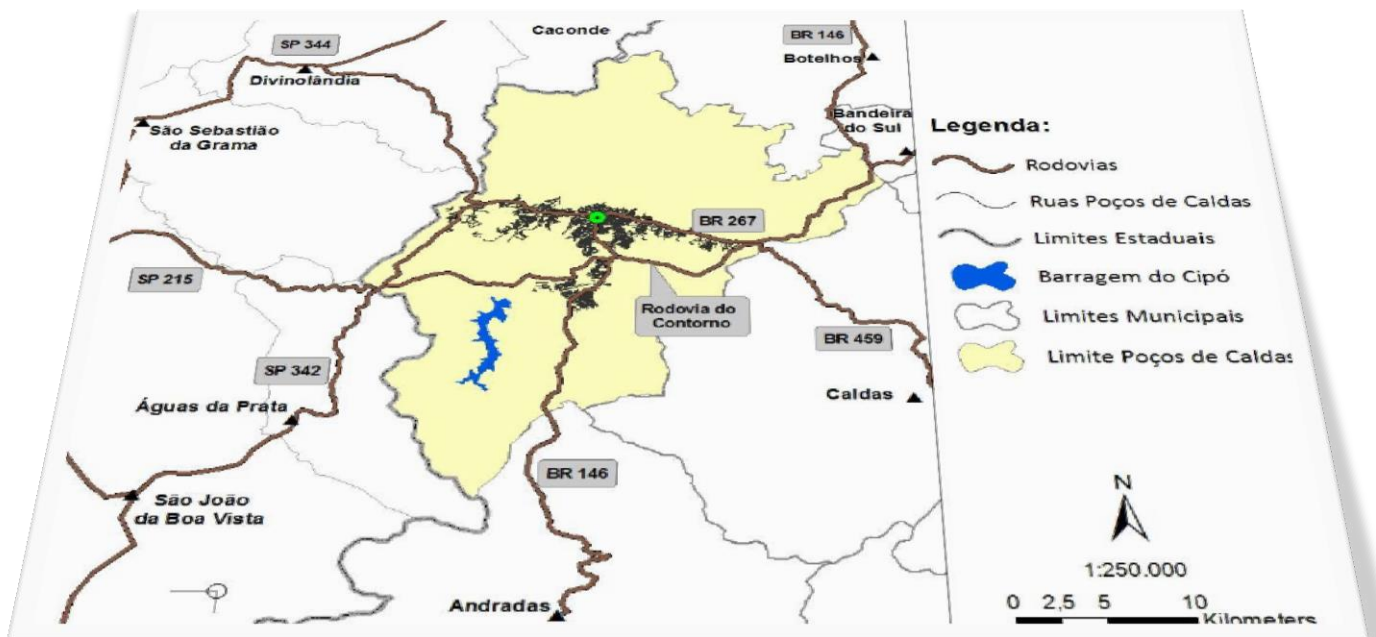 Caconde
SP 344
BR 146
Botelhos
Divinolândia
Bandeira
do Sul
São Sebastião
da Grama
BR 267
SP 215
Rodovia do
Contorno
SP 342
BR 459
Águas da Prata
Caldas
BR 146
São João
da Boa Vista
Andradas
Legenda:
Rodovias
Ruas Poços de Caldas
Limites Estaduais
Barragem do Cipó
Limites Municipais
Limite Poços de Caldas
N
1:250.000
0 2,5 5 10
Kilometers